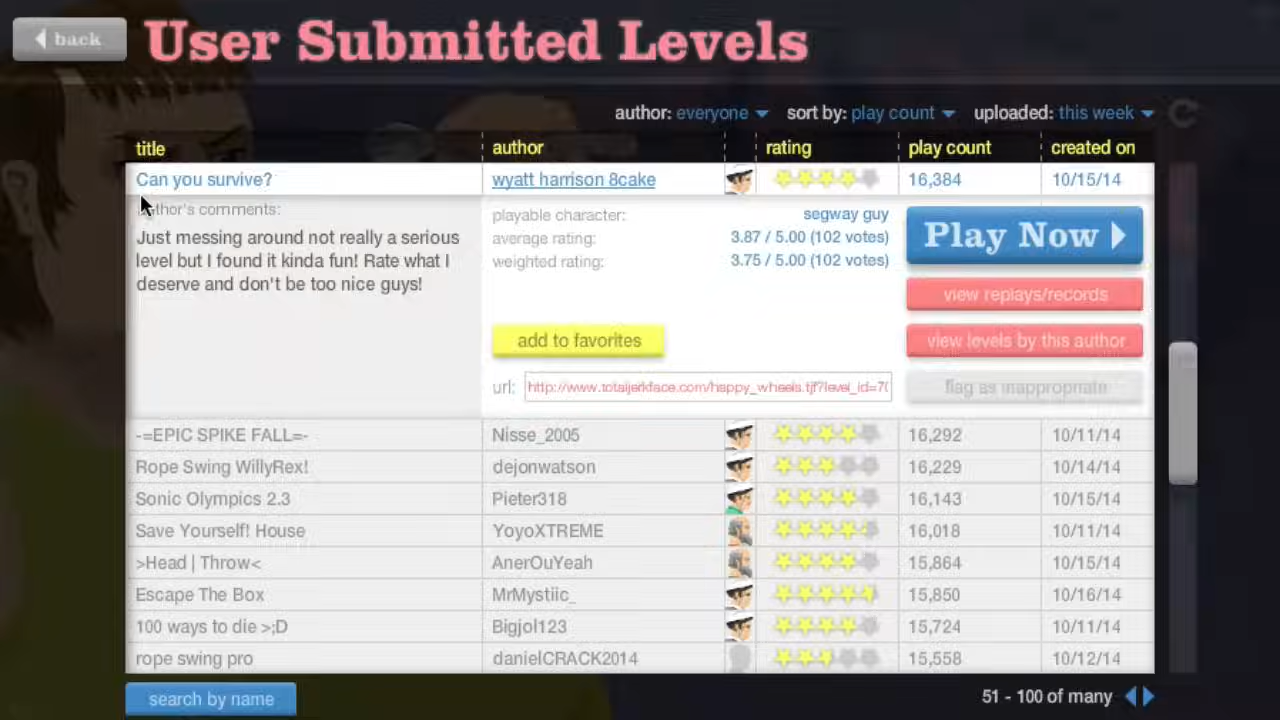 back
User Submitted Levels
author: everyone sort by: play count uploaded: this week
title author rating play count created on
Can you survive? wyatt harrison 8cake 16,384 10/15/14
author's comments:
Just messing around not really a serious
level but I found it kinda fun! Rate what I
deserve and don't be too nice guys!
playable character: segway guy
average rating: 3.87 / 5.00 (102 votes)
weighted rating: 3.75 / 5.00 (102 votes)
add to favorites
url: http://www.totaljerkface.com/happy_wheels.tjf?level_id=7(
Play Now
view replays/records
view levels by this author
flag as inappropriate
-=EPIC SPIKE FALL=- Nisse_2005 16,292 10/11/14
Rope Swing WillyRex! dejonwatson 16,229 10/14/14
Sonic Olympics 2.3 Pieter318 16,143 10/15/14
Save Yourself! House YoyoXTREME 16,018 10/11/14
>Head | Throw< AnerOuYeah 15,864 10/15/14
Escape The Box MrMystiic_ 15,850 10/16/14
100 ways to die >;D Bigjol123 15,724 10/11/14
rope swing pro danielCRACK2014 15,558 10/12/14
search by name 51 - 100 of many